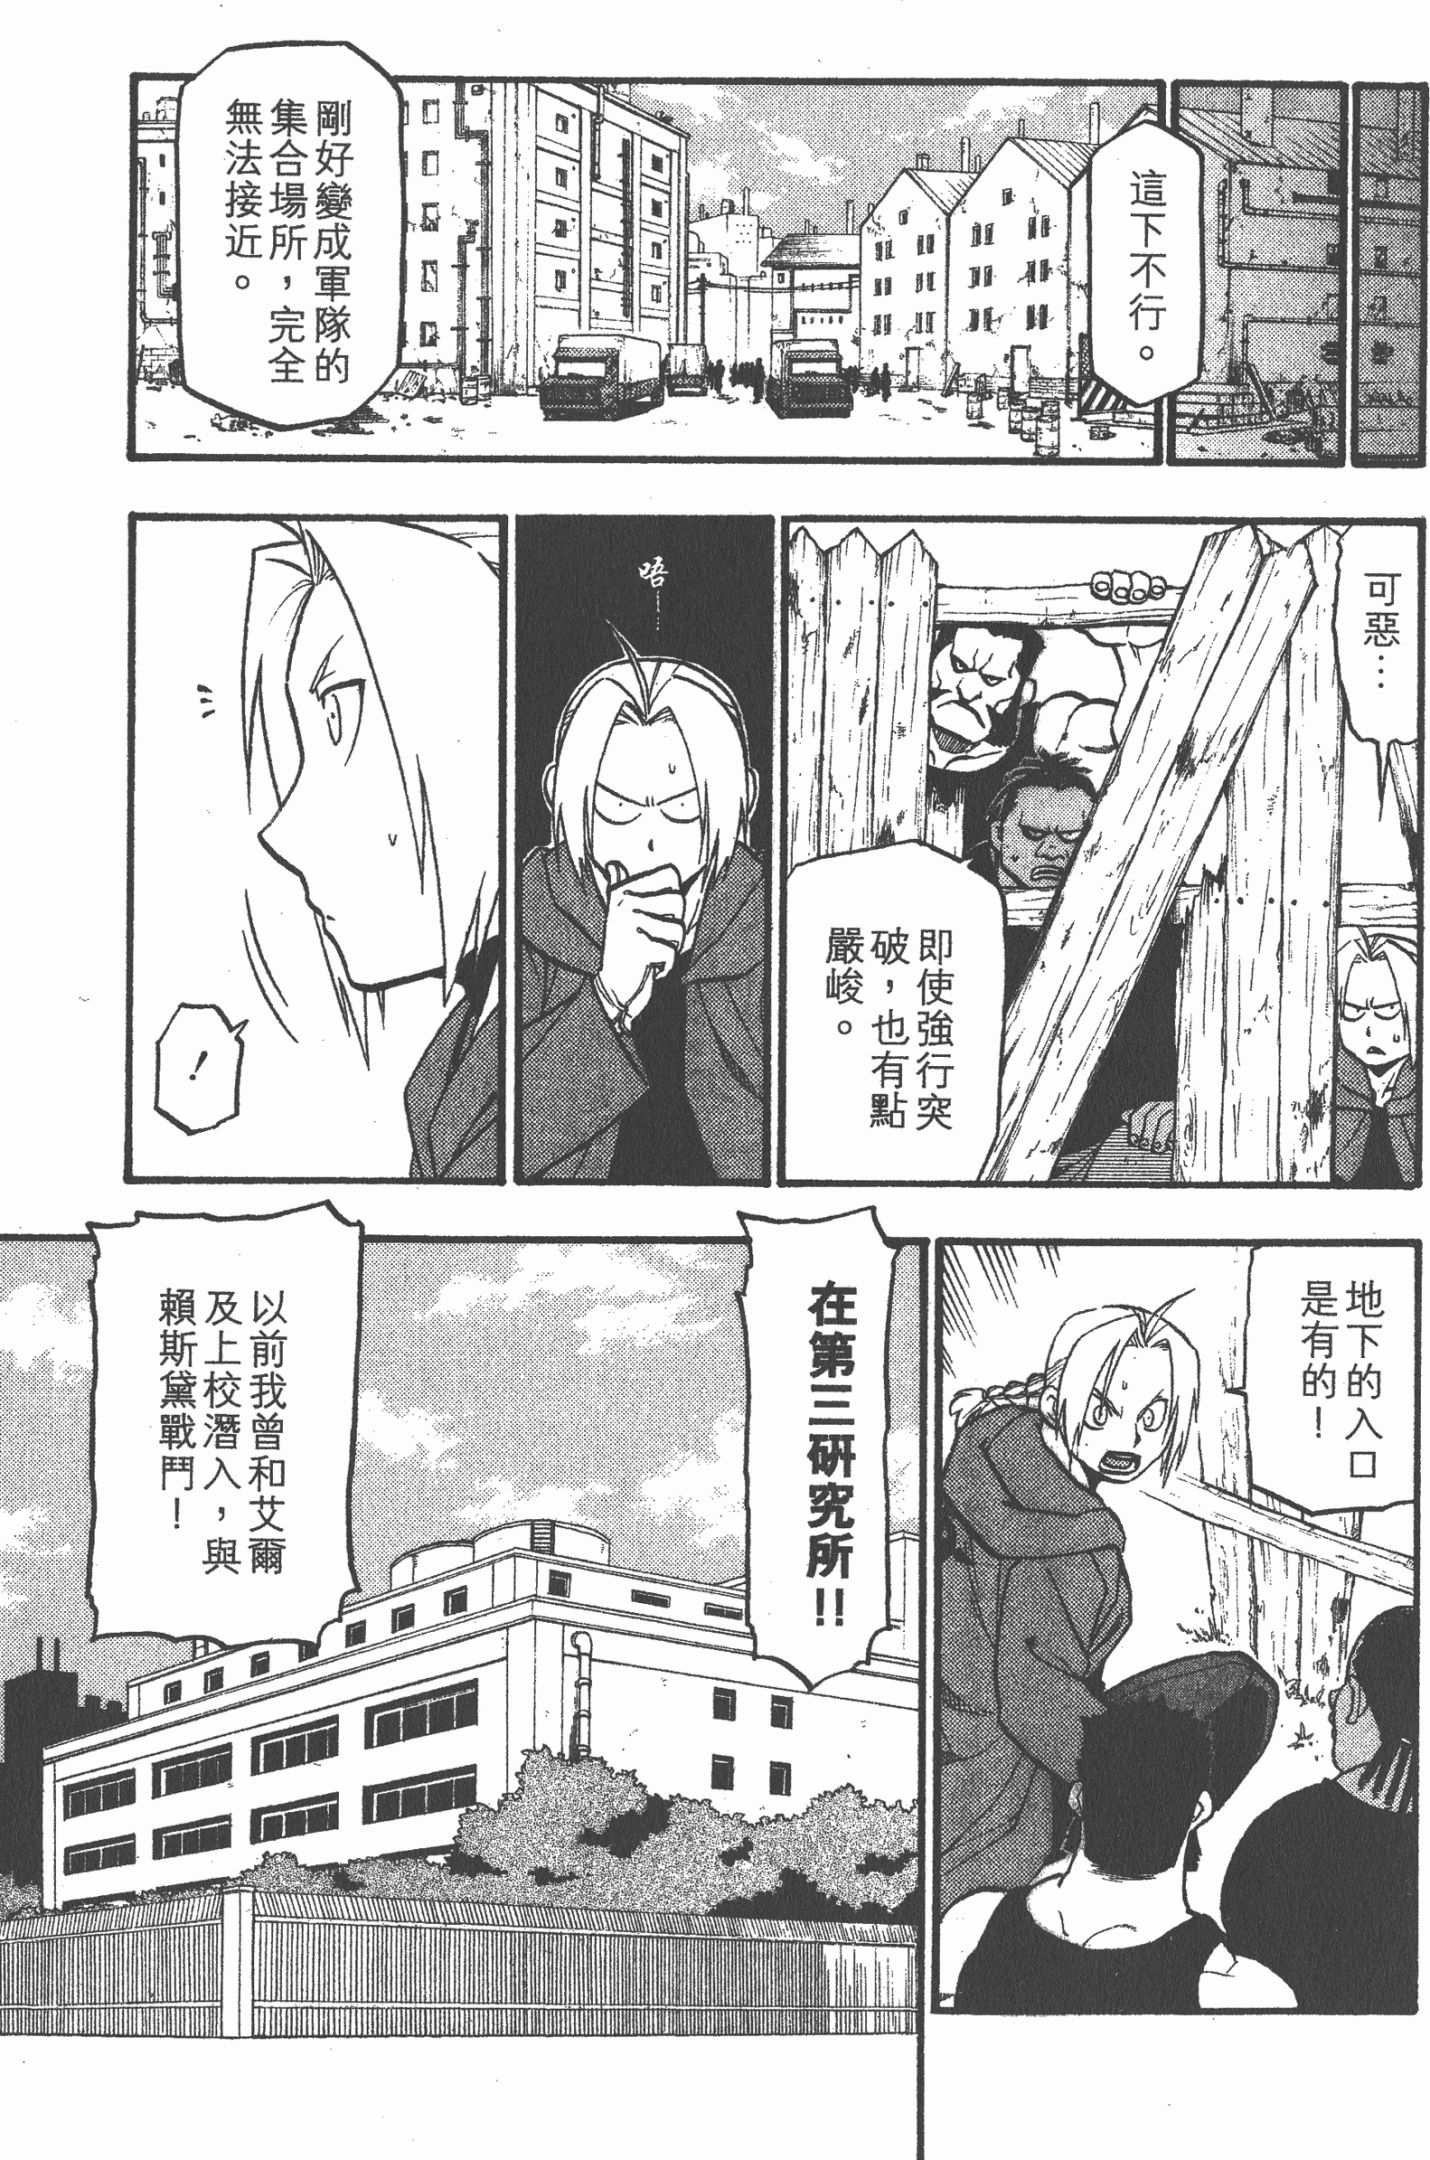 這下不行。
剛好變成軍隊的
集合場所，完全
無法接近。
可惡…
即使強行突
破，也有點
嚴峻。
唔……
！
地下的入口
是有的！
在第三研究所!!
以前我曾和艾爾
及上校潛入，與
賴斯黛戰鬥！